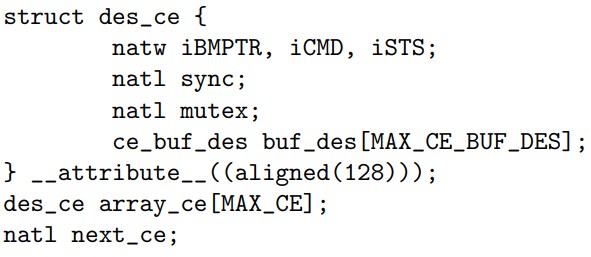 struct des_ce {
        natw iBMPTR, iCMD, iSTS;
        natl sync;
        natl mutex;
        ce_buf_des buf_des[MAX_CE_BUF_DES];
} __attribute__((aligned(128)));
des_ce array_ce[MAX_CE];
natl next_ce;